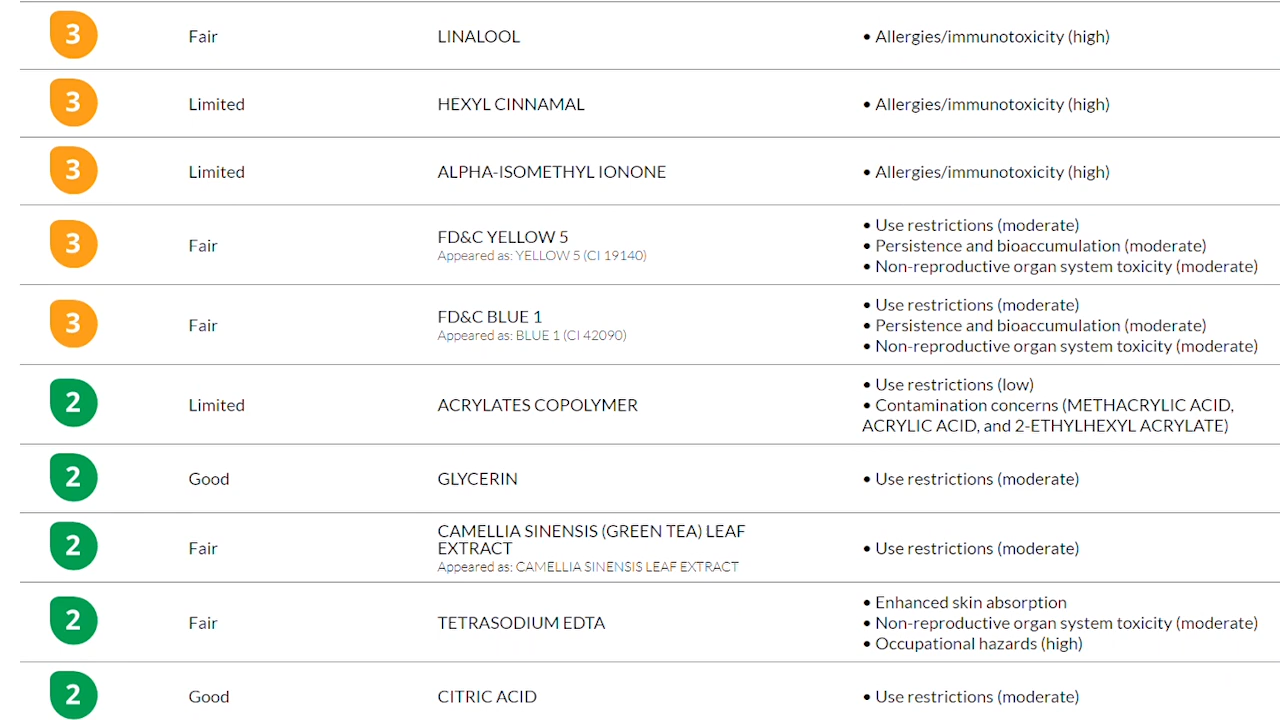 3 Fair LINALOOL • Allergies/immunotoxicity (high)
3 Limited HEXYL CINNAMAL • Allergies/immunotoxicity (high)
3 Limited ALPHA-ISOMETHYL IONONE • Allergies/immunotoxicity (high)
3 Fair FD&C YELLOW 5
Appeared as: YELLOW 5 (CI 19140)
• Use restrictions (moderate)
• Persistence and bioaccumulation (moderate)
• Non-reproductive organ system toxicity (moderate)
3 Fair FD&C BLUE 1
Appeared as: BLUE 1 (CI 42090)
• Use restrictions (moderate)
• Persistence and bioaccumulation (moderate)
• Non-reproductive organ system toxicity (moderate)
2 Limited ACRYLATES COPOLYMER
• Use restrictions (low)
• Contamination concerns (METHACRYLIC ACID,
ACRYLIC ACID, and 2-ETHYLHEXYL ACRYLATE)
2 Good GLYCERIN • Use restrictions (moderate)
2 Fair CAMELLIA SINENSIS (GREEN TEA) LEAF
EXTRACT
Appeared as: CAMELLIA SINENSIS LEAF EXTRACT
• Use restrictions (moderate)
2 Fair TETRASODIUM EDTA
• Enhanced skin absorption
• Non-reproductive organ system toxicity (moderate)
• Occupational hazards (high)
2 Good CITRIC ACID • Use restrictions (moderate)